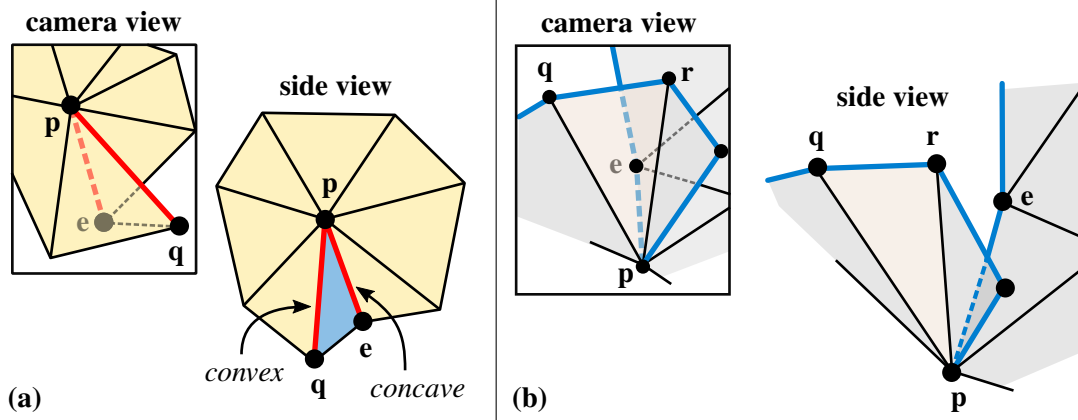 camera view
p
e
q
side view
p
e
q
convex
concave
(a)
camera view
q
r
e
p
side view
q
r
e
p
(b)